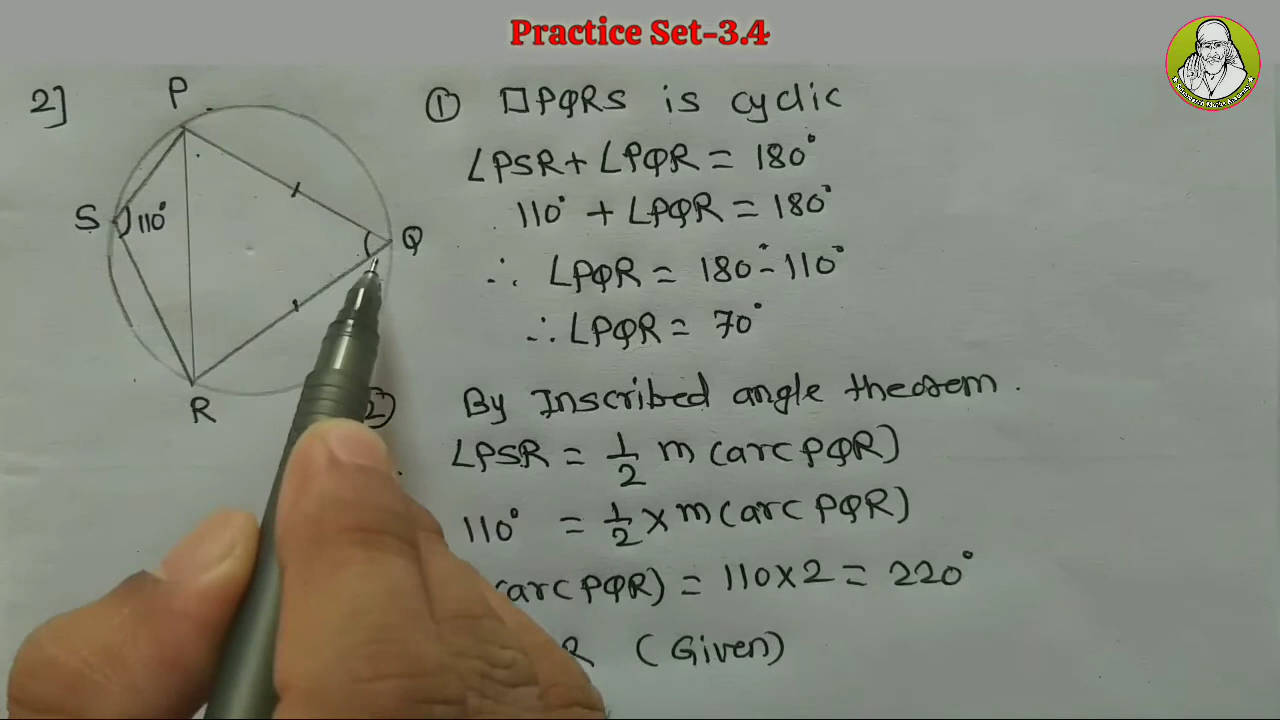 Practice Set-3.4
2]
P
S
110°
Q
R
① □PQRS is cyclic
∠PSR + ∠PQR = 180°
110° + ∠PQR = 180°
∴ ∠PQR = 180° - 110°
∴ ∠PQR = 70°
2) By Inscribed angle theorem.
∠PSR = 1/2 m (arc PQR)
110° = 1/2 × m (arc PQR)
(arc PQR) = 110 × 2 = 220°
R (Given)